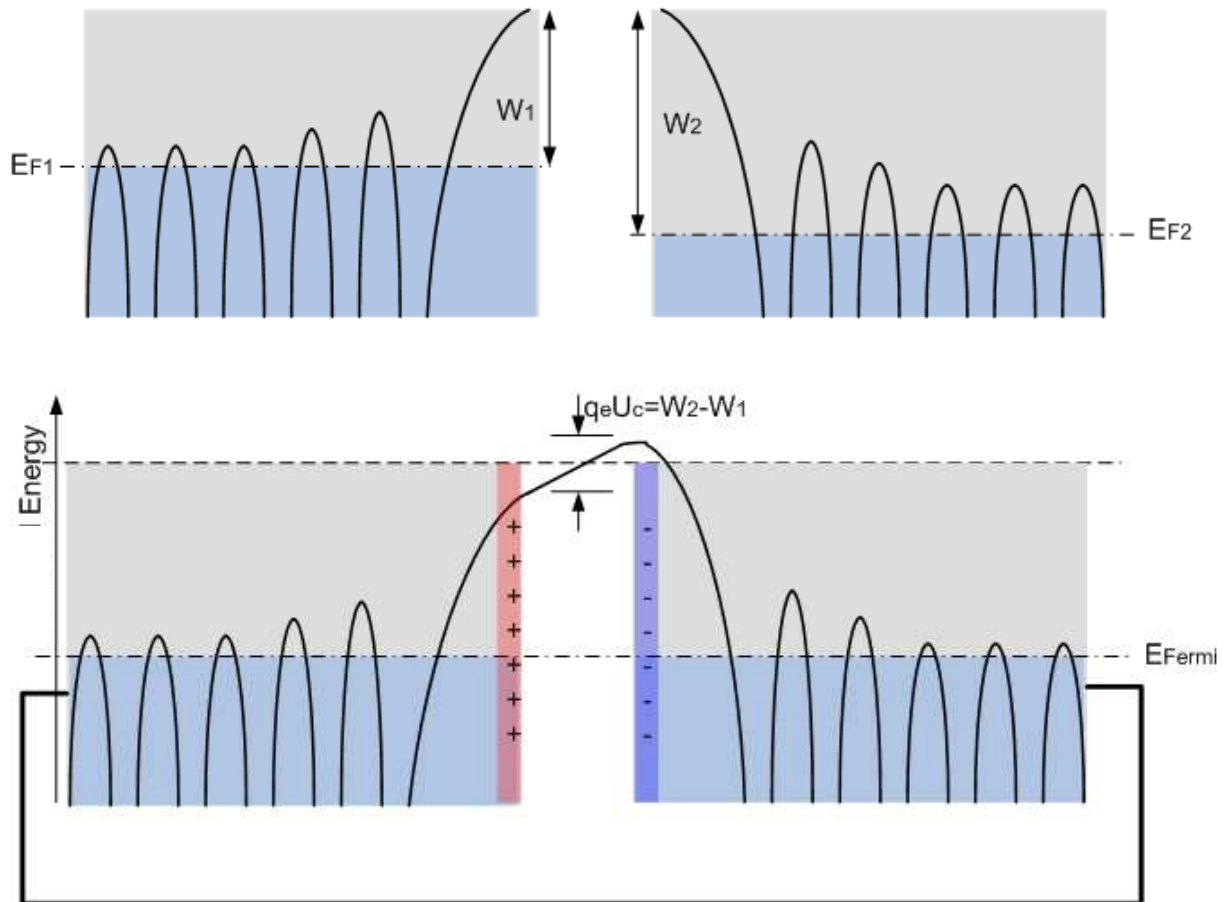 W1
W2
EF1
EF2
qeUc=W2-W1
Energy
+ -
+ -
+ -
+ -
+ -
+ -
+ -
EFermi